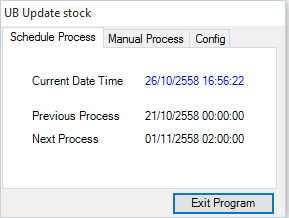 UB Update stock
Schedule Process Manual Process Config
Current Date Time 26/10/2558 16:56:22
Previous Process 21/10/2558 00:00:00
Next Process 01/11/2558 02:00:00
Exit Program